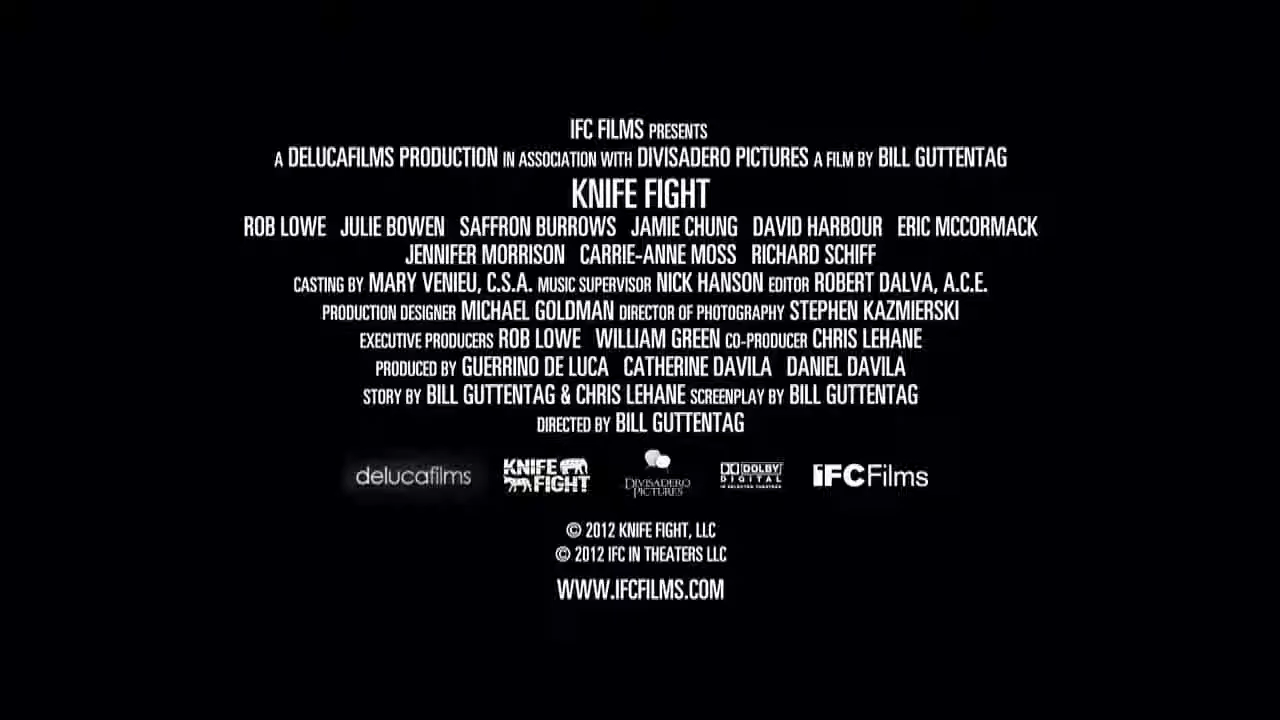 IFC FILMS PRESENTS
A DELUCAFILMS PRODUCTION IN ASSOCIATION WITH DIVISADERO PICTURES A FILM BY BILL GUTTENTAG
KNIFE FIGHT
ROB LOWE JULIE BOWEN SAFFRON BURROWS JAMIE CHUNG DAVID HARBOUR ERIC MCCORMACK
JENNIFER MORRISON CARRIE-ANNE MOSS RICHARD SCHIFF
CASTING BY MARY VENIEU, C.S.A. MUSIC SUPERVISOR NICK HANSON EDITOR ROBERT DALVA, A.C.E.
PRODUCTION DESIGNER MICHAEL GOLDMAN DIRECTOR OF PHOTOGRAPHY STEPHEN KAZMIERSKI
EXECUTIVE PRODUCERS ROB LOWE WILLIAM GREEN CO-PRODUCER CHRIS LEHANE
PRODUCED BY GUERRINO DE LUCA CATHERINE DAVILA DANIEL DAVILA
STORY BY BILL GUTTENTAG & CHRIS LEHANE SCREENPLAY BY BILL GUTTENTAG
DIRECTED BY BILL GUTTENTAG
delucafilms KNIFE FIGHT DIVISADERO PICTURES DOLBY DIGITAL IN SELECTED THEATRES IFC Films
© 2012 KNIFE FIGHT, LLC
© 2012 IFC IN THEATERS LLC
WWW.IFCFILMS.COM